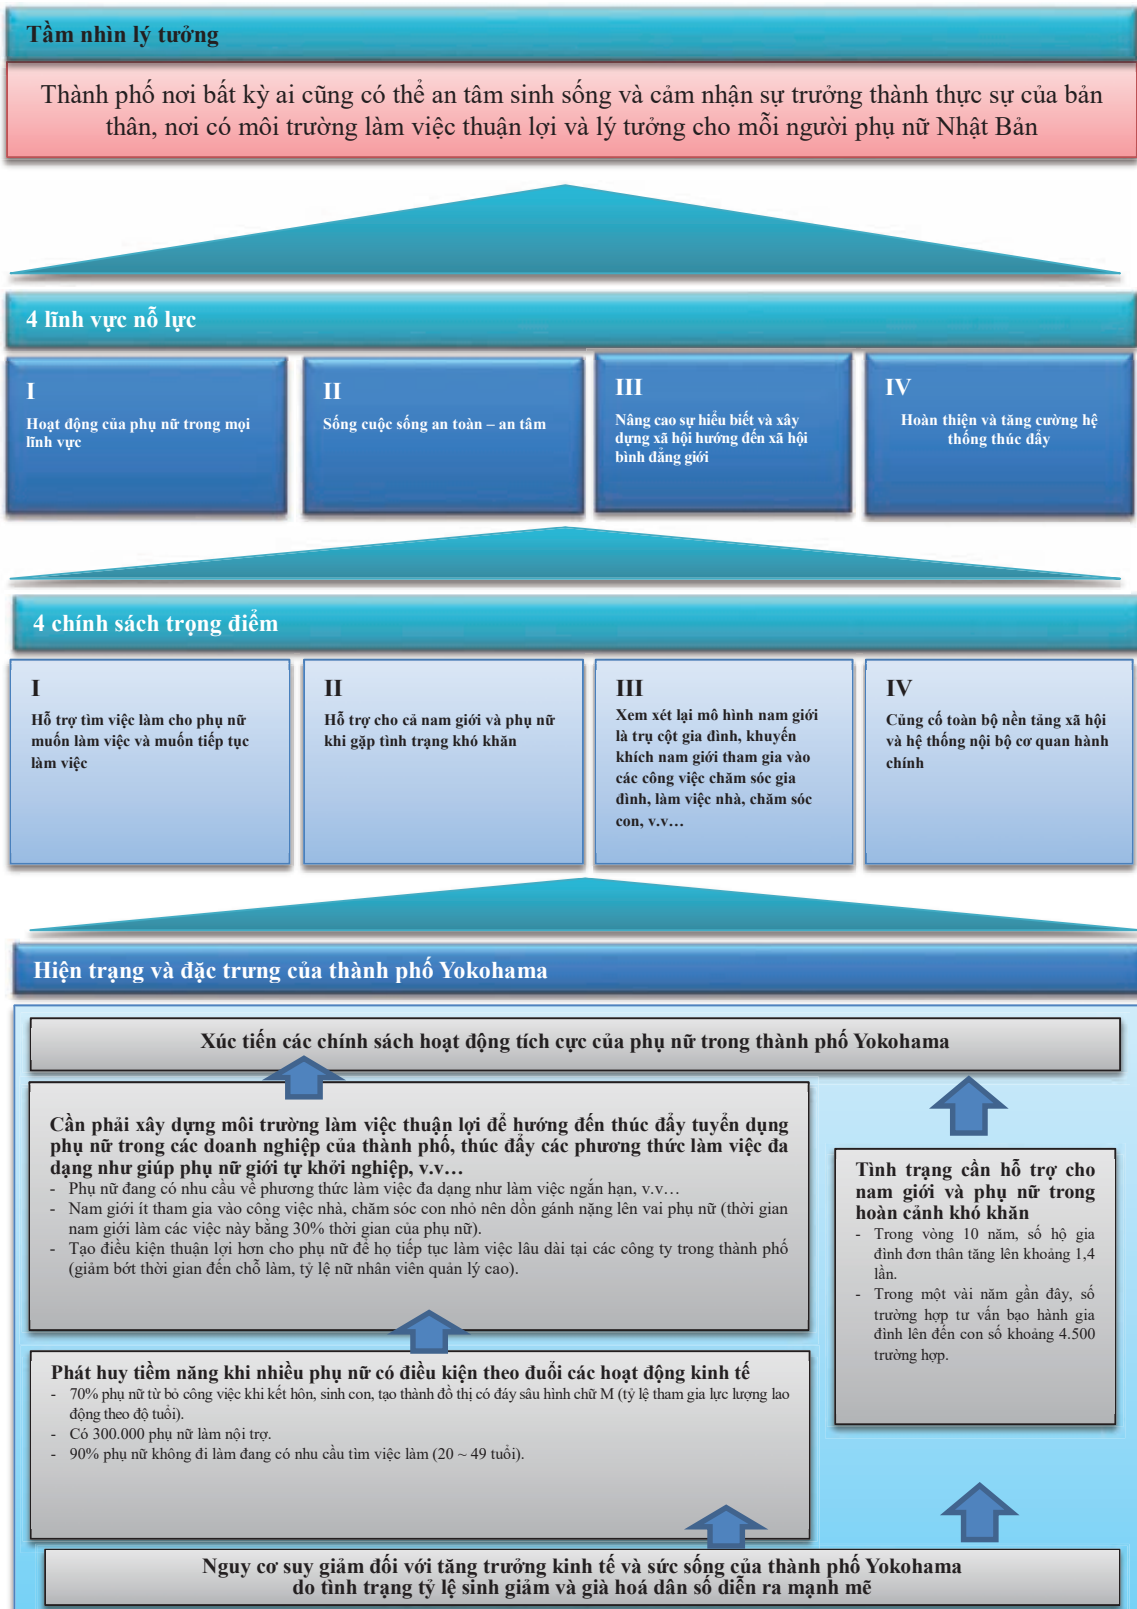 Tầm nhìn lý tưởng
Thành phố nơi bất kỳ ai cũng có thể an tâm sinh sống và cảm nhận sự trưởng thành thực sự của bản
thân, nơi có môi trường làm việc thuận lợi và lý tưởng cho mỗi người phụ nữ Nhật Bản
4 lĩnh vực nỗ lực
I
Hoạt động của phụ nữ trong mọi
lĩnh vực
II
Sống cuộc sống an toàn – an tâm
III
Nâng cao sự hiểu biết và xây
dựng xã hội hướng đến xã hội
bình đẳng giới
IV
Hoàn thiện và tăng cường hệ
thống thúc đẩy
4 chính sách trọng điểm
I
Hỗ trợ tìm việc làm cho phụ nữ
muốn làm việc và muốn tiếp tục
làm việc
II
Hỗ trợ cho cả nam giới và phụ nữ
khi gặp tình trạng khó khăn
III
Xem xét lại mô hình nam giới
là trụ cột gia đình, khuyến
khích nam giới tham gia vào
các công việc chăm sóc gia
đình, làm việc nhà, chăm sóc
con, v.v…
IV
Củng cố toàn bộ nền tảng xã hội
và hệ thống nội bộ cơ quan hành
chính
Hiện trạng và đặc trưng của thành phố Yokohama
Xúc tiến các chính sách hoạt động tích cực của phụ nữ trong thành phố Yokohama
Cần phải xây dựng môi trường làm việc thuận lợi để hướng đến thúc đẩy tuyển dụng
phụ nữ trong các doanh nghiệp của thành phố, thúc đẩy các phương thức làm việc đa
dạng như giúp phụ nữ giới tự khởi nghiệp, v.v…
- Phụ nữ đang có nhu cầu về phương thức làm việc đa dạng như làm việc ngắn hạn, v.v…
- Nam giới ít tham gia vào công việc nhà, chăm sóc con nhỏ nên dồn gánh nặng lên vai phụ nữ (thời gian
nam giới làm các việc này bằng 30% thời gian của phụ nữ).
- Tạo điều kiện thuận lợi hơn cho phụ nữ để họ tiếp tục làm việc lâu dài tại các công ty trong thành phố
(giảm bớt thời gian đến chỗ làm, tỷ lệ nữ nhân viên quản lý cao).
Tình trạng cần hỗ trợ cho
nam giới và phụ nữ trong
hoàn cảnh khó khăn
- Trong vòng 10 năm, số hộ gia
đình đơn thân tăng lên khoảng 1,4
lần.
- Trong một vài năm gần đây, số
trường hợp tư vấn bạo hành gia
đình lên đến con số khoảng 4.500
trường hợp.
Phát huy tiềm năng khi nhiều phụ nữ có điều kiện theo đuổi các hoạt động kinh tế
- 70% phụ nữ từ bỏ công việc khi kết hôn, sinh con, tạo thành đồ thị có đáy sâu hình chữ M (tỷ lệ tham gia lực lượng lao
động theo độ tuổi).
- Có 300.000 phụ nữ làm nội trợ.
- 90% phụ nữ không đi làm đang có nhu cầu tìm việc làm (20 ~ 49 tuổi).
Nguy cơ suy giảm đối với tăng trưởng kinh tế và sức sống của thành phố Yokohama
do tình trạng tỷ lệ sinh giảm và già hoá dân số diễn ra mạnh mẽ